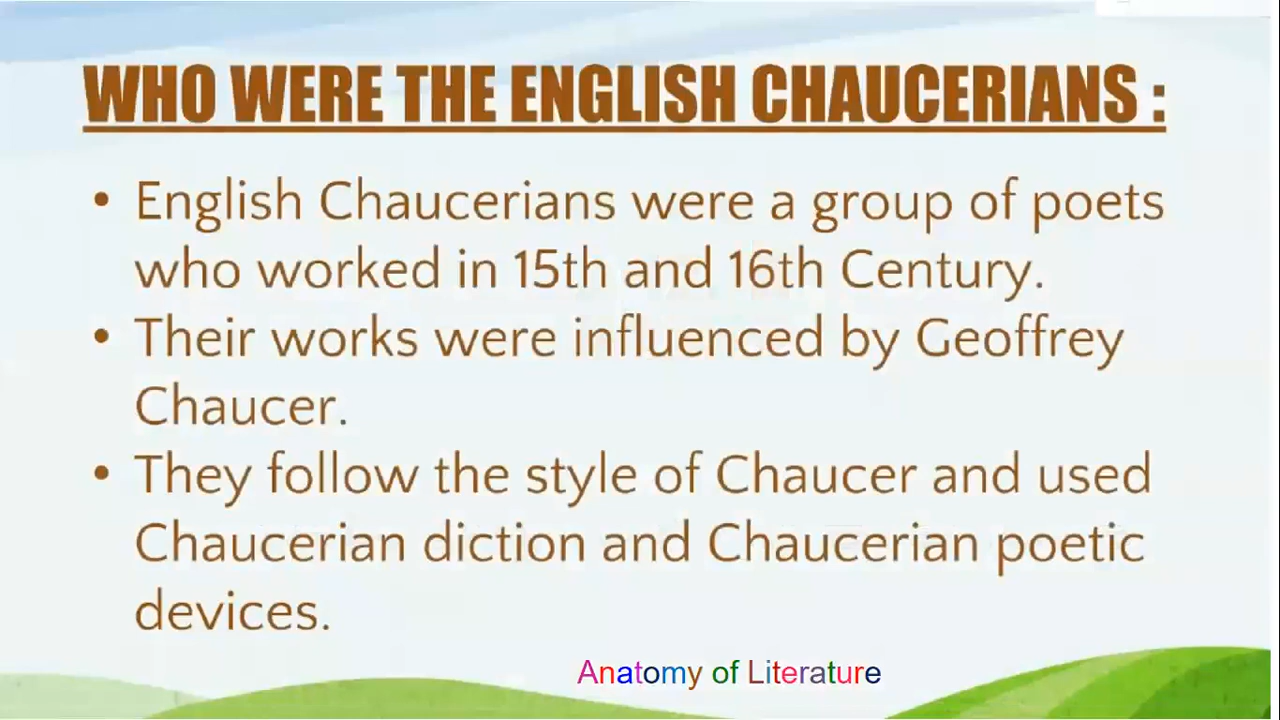 WHO WERE THE ENGLISH CHAUCERIANS :
• English Chaucerians were a group of poets
who worked in 15th and 16th Century.
• Their works were influenced by Geoffrey
Chaucer.
• They follow the style of Chaucer and used
Chaucerian diction and Chaucerian poetic
devices.
Anatomy of Literature